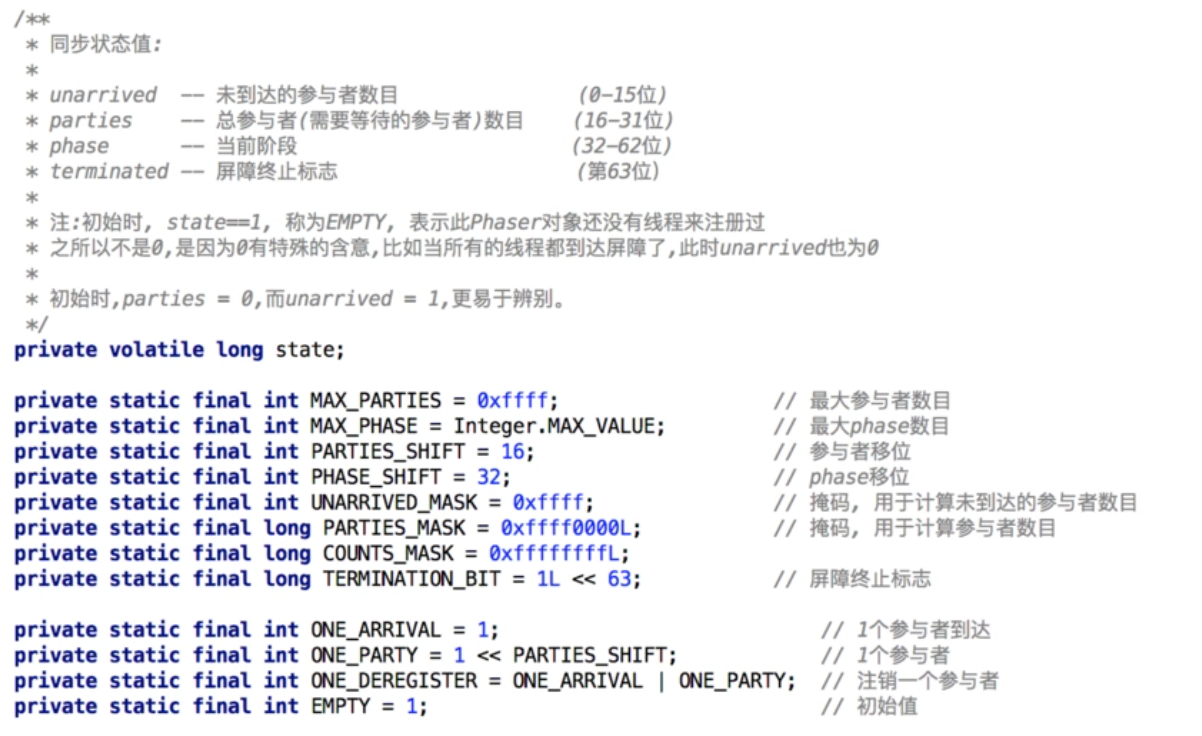 /**
 * 同步状态值:
 *
 * unarrived  -- 未到达的参与者数目                (0-15位)
 * parties    -- 总参与者(需要等待的参与者)数目    (16-31位)
 * phase      -- 当前阶段                        (32-62位)
 * terminated -- 屏障终止标志                     (第63位)
 *
 * 注:初始时, state==1, 称为EMPTY, 表示此Phaser对象还没有线程来注册过
 * 之所以不是0,是因为0有特殊的含意,比如当所有的线程都到达屏障了,此时unarrived也为0
 *
 * 初始时,parties = 0,而unarrived = 1,更易于辨别。
 */
private volatile long state;

private static final int MAX_PARTIES = 0xffff;                  // 最大参与者数目
private static final int MAX_PHASE = Integer.MAX_VALUE;         // 最大phase数目
private static final int PARTIES_SHIFT = 16;                    // 参与者移位
private static final int PHASE_SHIFT = 32;                      // phase移位
private static final int UNARRIVED_MASK = 0xffff;               // 掩码, 用于计算未到达的参与者数目
private static final long PARTIES_MASK = 0xffff0000L;           // 掩码, 用于计算参与者数目
private static final long COUNTS_MASK = 0xffffffffL;
private static final long TERMINATION_BIT = 1L << 63;           // 屏障终止标志

private static final int ONE_ARRIVAL = 1;                           // 1个参与者到达
private static final int ONE_PARTY = 1 << PARTIES_SHIFT;            // 1个参与者
private static final int ONE_DEREGISTER = ONE_ARRIVAL | ONE_PARTY;  // 注销一个参与者
private static final int EMPTY = 1;                                 // 初始值